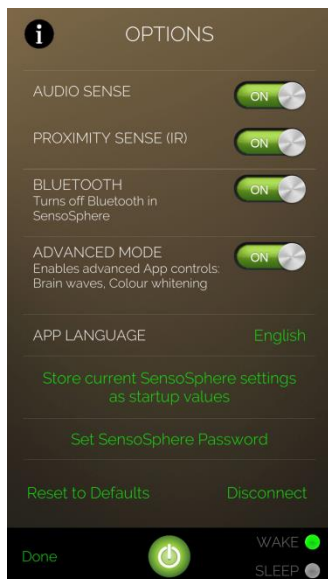 i
OPTIONS
AUDIO SENSE
ON
PROXIMITY SENSE (IR)
ON
BLUETOOTH
ON
Turns off Bluetooth in
SensoSphere
ADVANCED MODE
ON
Enables advanced App controls:
Brain waves, Colour whitening
APP LANGUAGE
English
Store current SensoSphere settings
as startup values
Set SensoSphere Password
Reset to Defaults
Disconnect
Done
WAKE
SLEEP